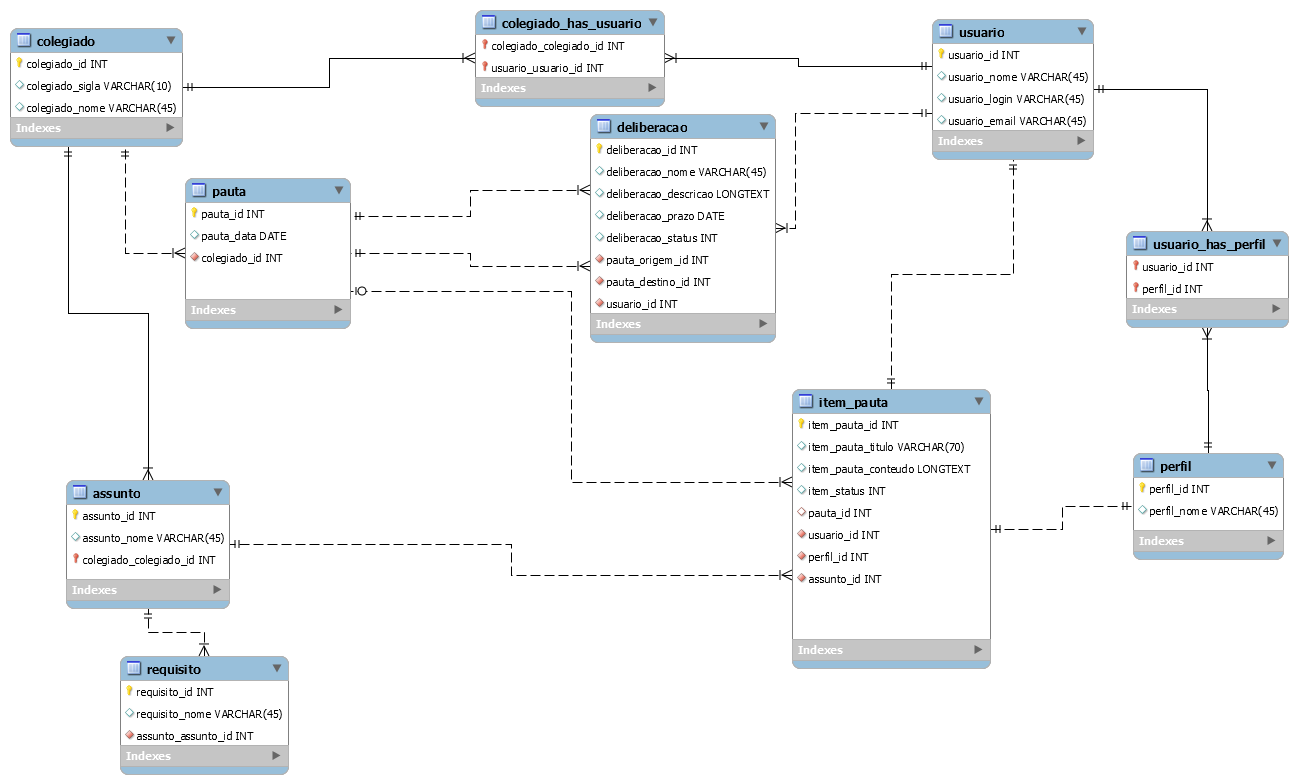 colegiado
colegiado_id INT
colegiado_sigla VARCHAR(10)
colegiado_nome VARCHAR(45)
Indexes
colegiado_has_usuario
colegiado_colegiado_id INT
usuario_usuario_id INT
Indexes
usuario
usuario_id INT
usuario_nome VARCHAR(45)
usuario_login VARCHAR(45)
usuario_email VARCHAR(45)
Indexes
deliberacao
deliberacao_id INT
deliberacao_nome VARCHAR(45)
deliberacao_descricao LONGTEXT
deliberacao_prazo DATE
deliberacao_status INT
pauta_origem_id INT
pauta_destino_id INT
usuario_id INT
Indexes
pauta
pauta_id INT
pauta_data DATE
colegiado_id INT
Indexes
usuario_has_perfil
usuario_id INT
perfil_id INT
Indexes
item_pauta
item_pauta_id INT
item_pauta_titulo VARCHAR(70)
item_pauta_conteudo LONGTEXT
item_status INT
pauta_id INT
usuario_id INT
perfil_id INT
assunto_id INT
Indexes
perfil
perfil_id INT
perfil_nome VARCHAR(45)
Indexes
assunto
assunto_id INT
assunto_nome VARCHAR(45)
colegiado_colegiado_id INT
Indexes
requisito
requisito_id INT
requisito_nome VARCHAR(45)
assunto_assunto_id INT
Indexes